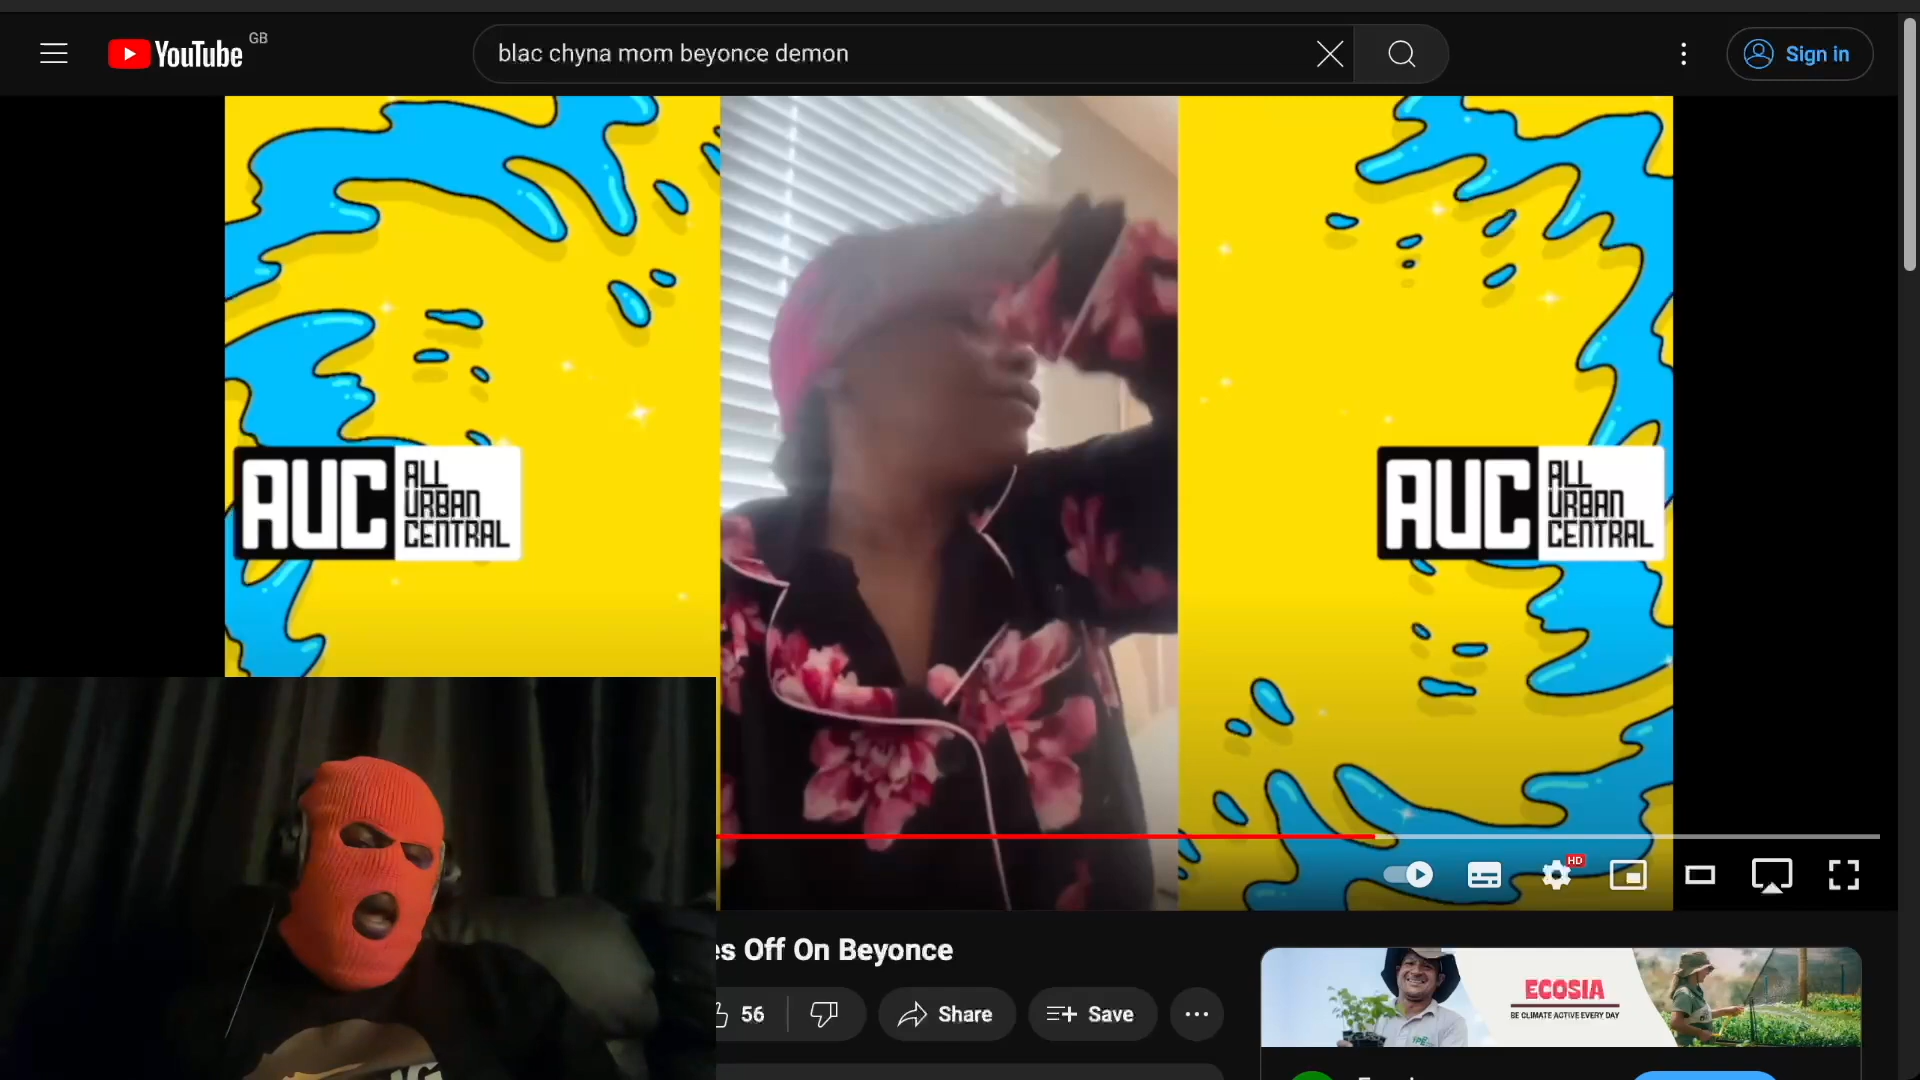 YouTube GB
blac chyna mom beyonce demon
Sign in
AUC
ALL
URBAN
CENTRAL
AUC
ALL
URBAN
CENTRAL
HD
es Off On Beyonce
56
Share
Save
ECOSIA
BE CLIMATE ACTIVE EVERY DAY